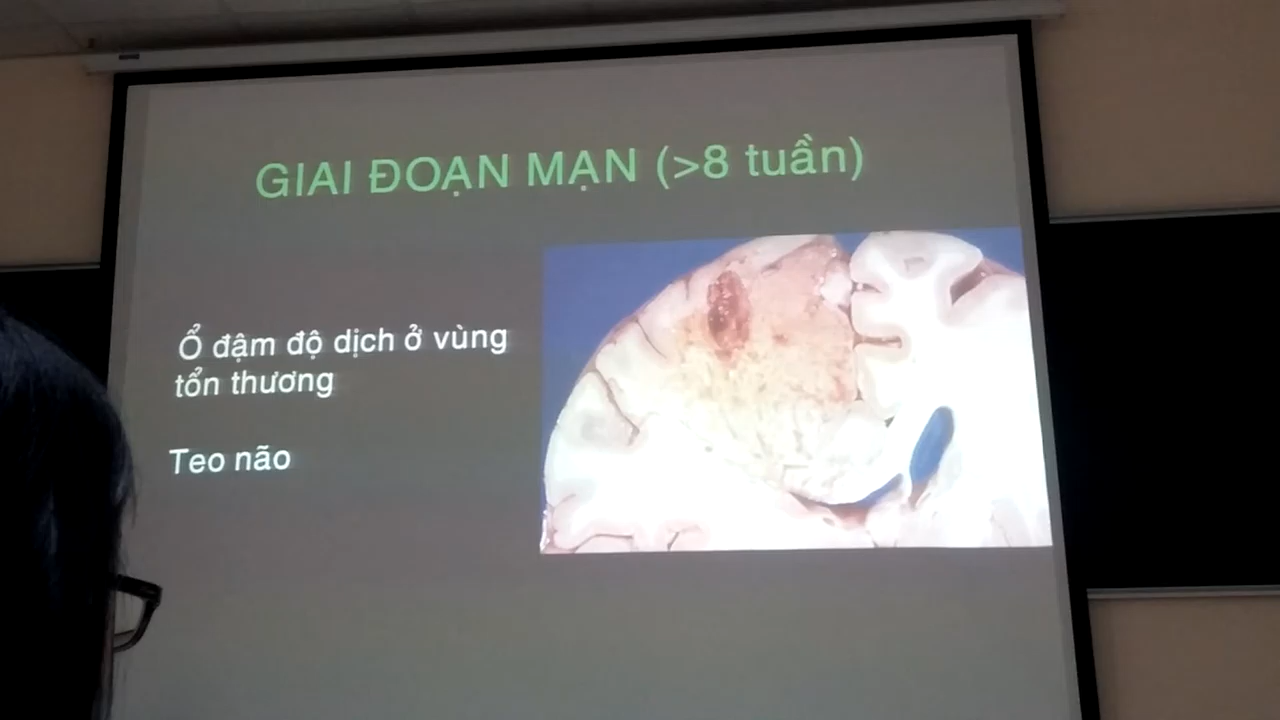 GIAI ĐOẠN MẠN (>8 tuần)
Ổ đậm độ dịch ở vùng
tổn thương
Teo não